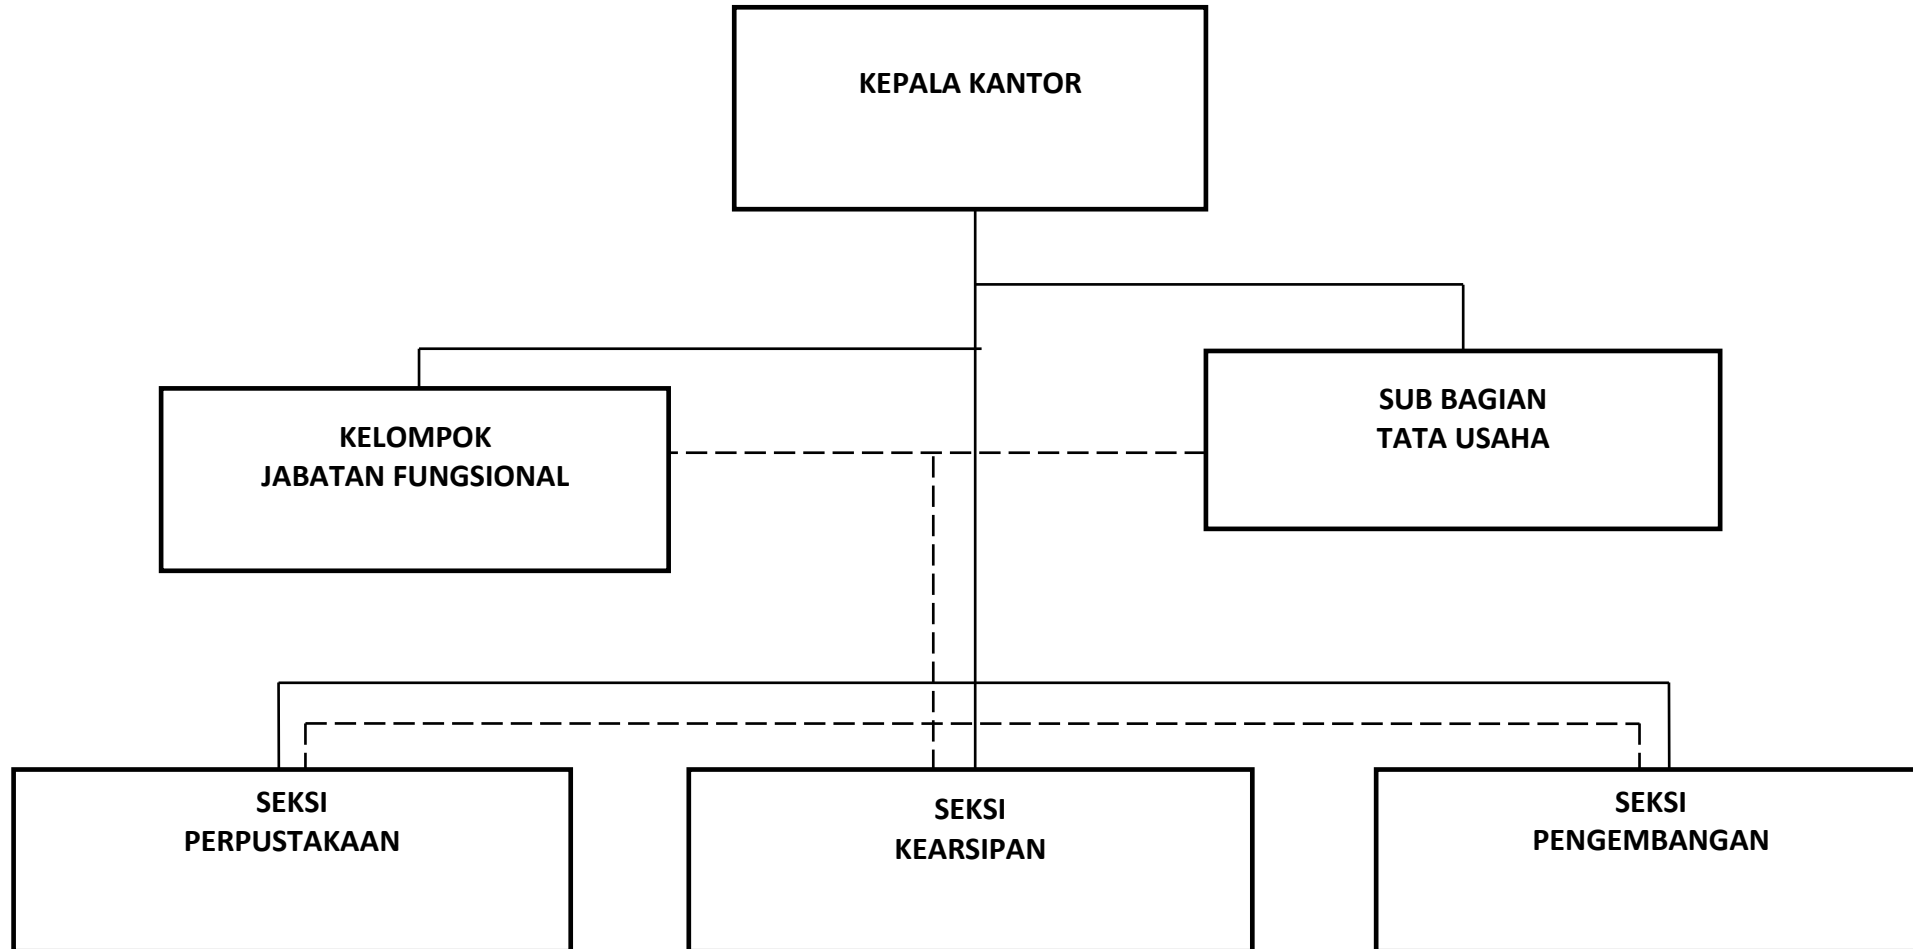 KEPALA KANTOR
KELOMPOK
JABATAN FUNGSIONAL
SUB BAGIAN
TATA USAHA
SEKSI
PERPUSTAKAAN
SEKSI
KEARSIPAN
SEKSI
PENGEMBANGAN